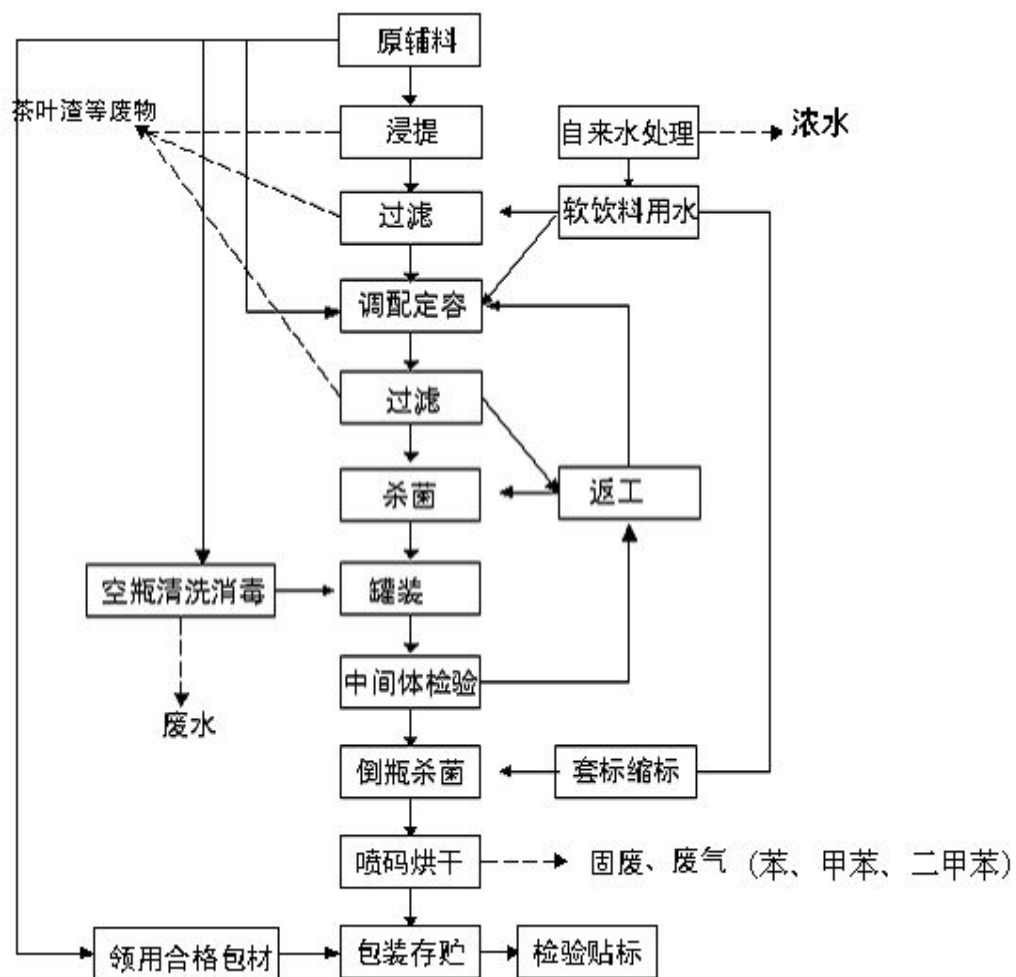 原辅料
茶叶渣等废物
浸提
自来水处理
浓水
过滤
软饮料用水
调配定容
过滤
杀菌
返工
空瓶清洗消毒
罐装
中间体检验
废水
倒瓶杀菌
套标缩标
喷码烘干
固废、废气 (苯、甲苯、二甲苯)
领用合格包材
包装存贮
检验贴标